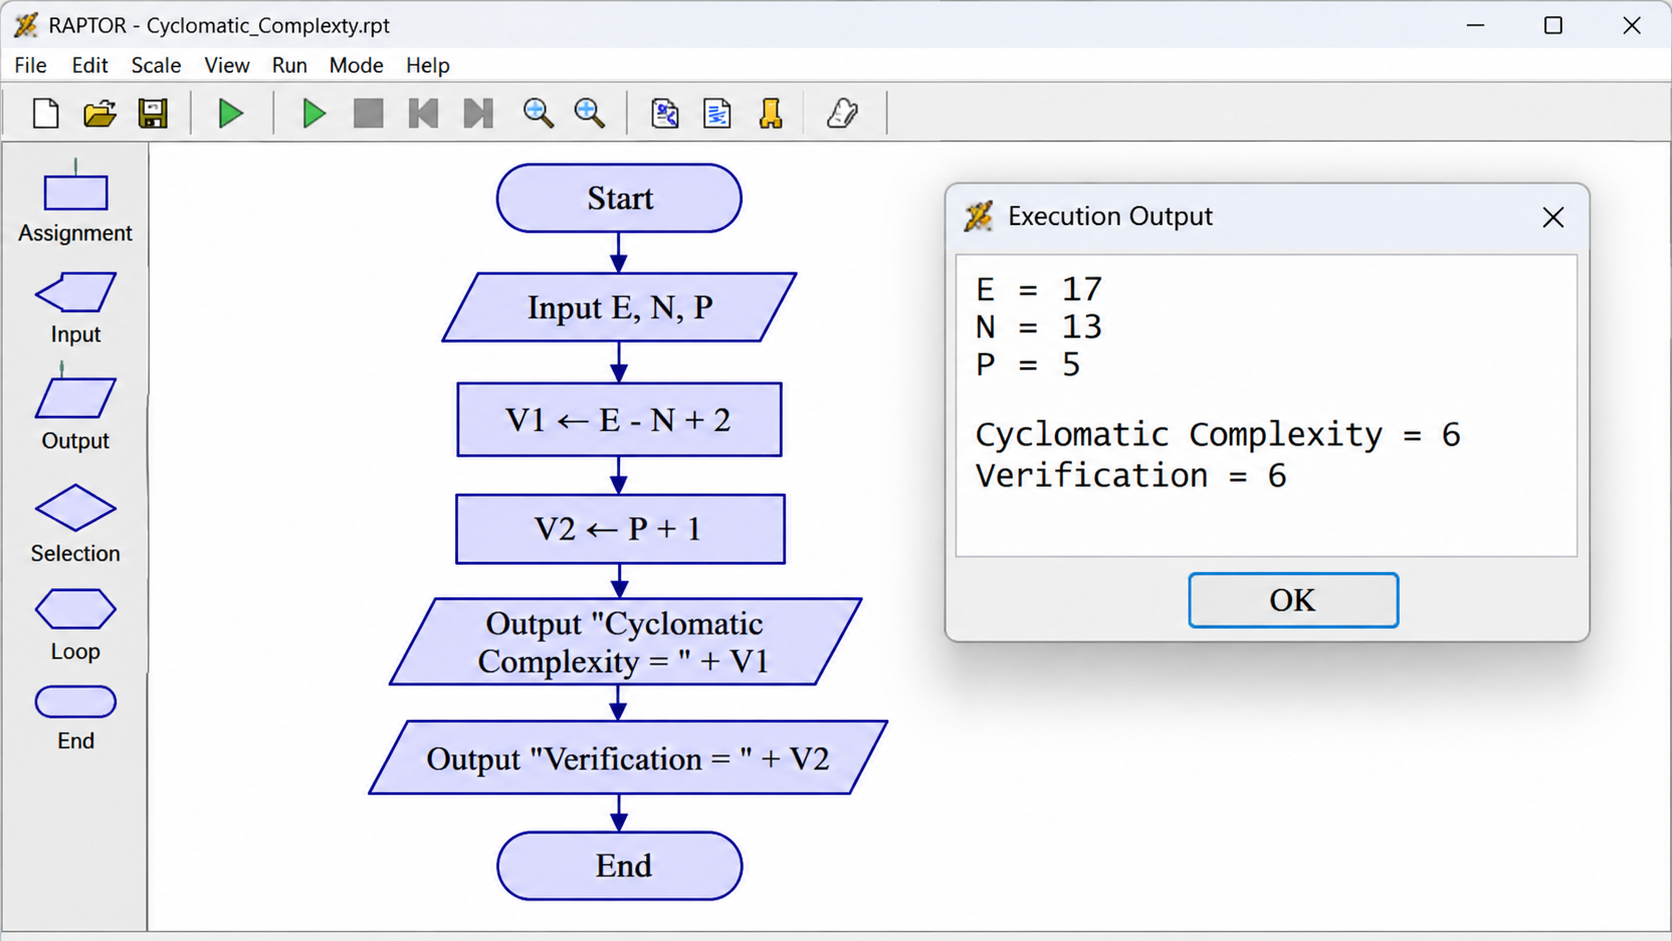 RAPTOR - Cyclomatic_Complexty.rpt
File Edit Scale View Run Mode Help
Assignment
Input
Output
Selection
Loop
End
Start
Input E, N, P
V1 ← E - N + 2
V2 ← P + 1
Output "Cyclomatic
Complexity = " + V1
Output "Verification = " + V2
End
Execution Output
E = 17
N = 13
P = 5
Cyclomatic Complexity = 6
Verification = 6
OK